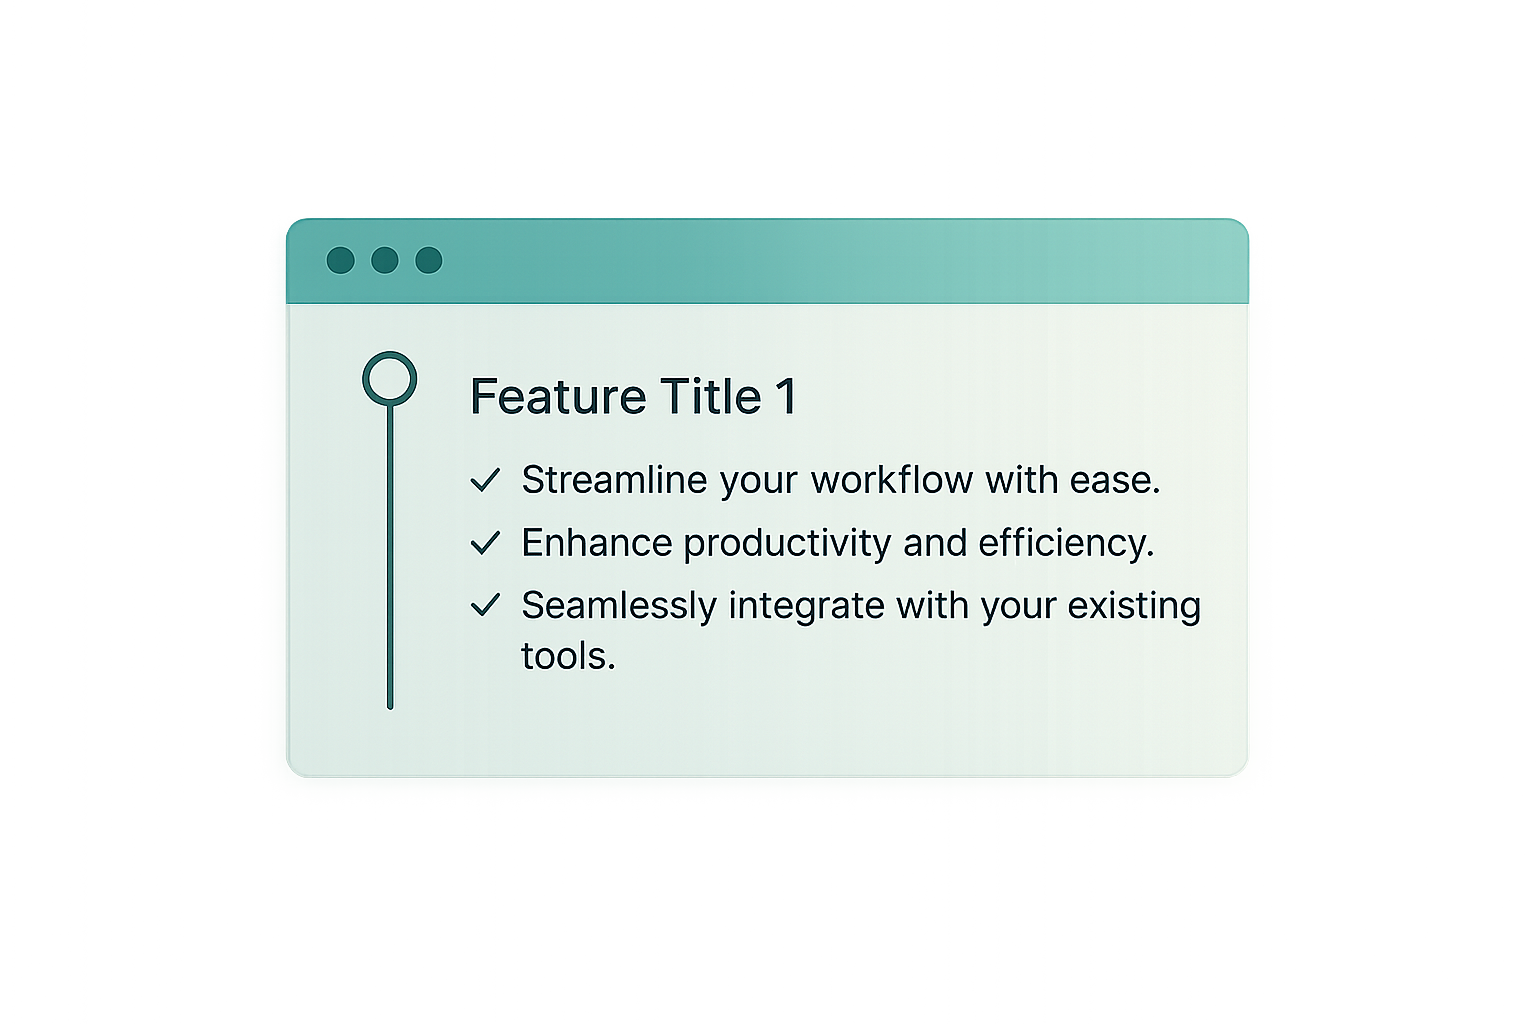 Feature Title 1
Streamline your workflow with ease.
Enhance productivity and efficiency.
Seamlessly integrate with your existing
tools.